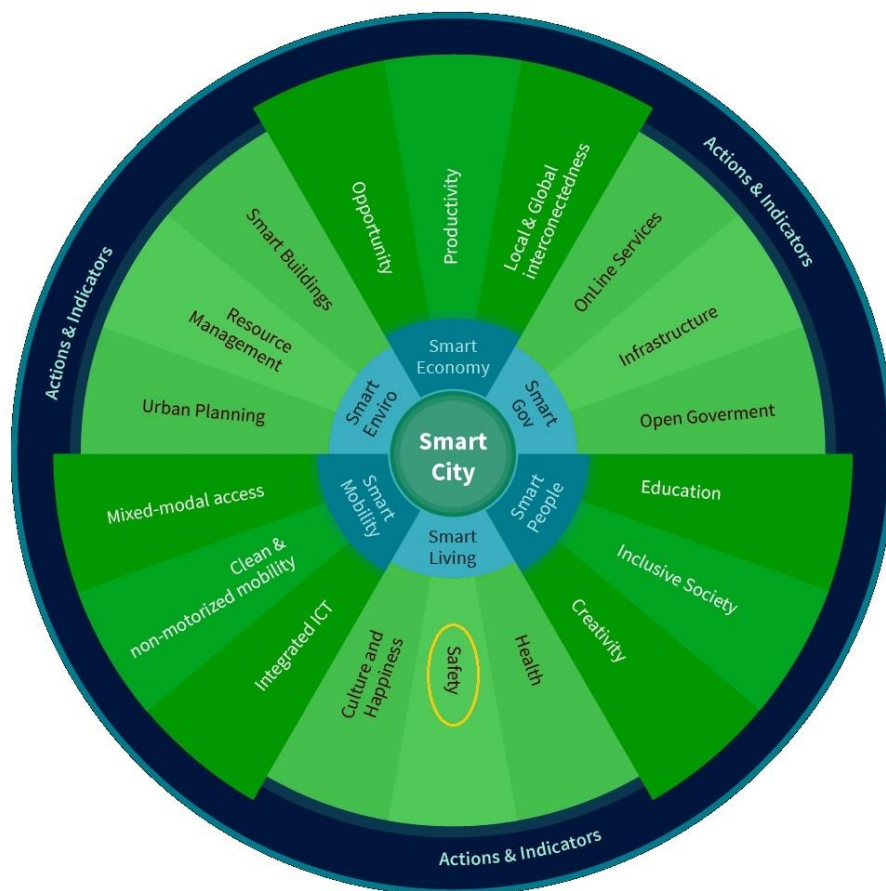 Smart
City
Smart
Economy
Opportunity
Productivity
Local & Global
interconectedness
Smart
Gov
OnLine Services
Infrastructure
Open Goverment
Smart
People
Education
Inclusive Society
Creativity
Smart
Living
Health
Safety
Culture and
Happiness
Smart
Mobility
Integrated ICT
Clean &
non-motorized mobility
Mixed-modal access
Smart
Enviro
Urban Planning
Resource
Management
Smart Buildings
Actions & Indicators
Actions & Indicators
Actions & Indicators